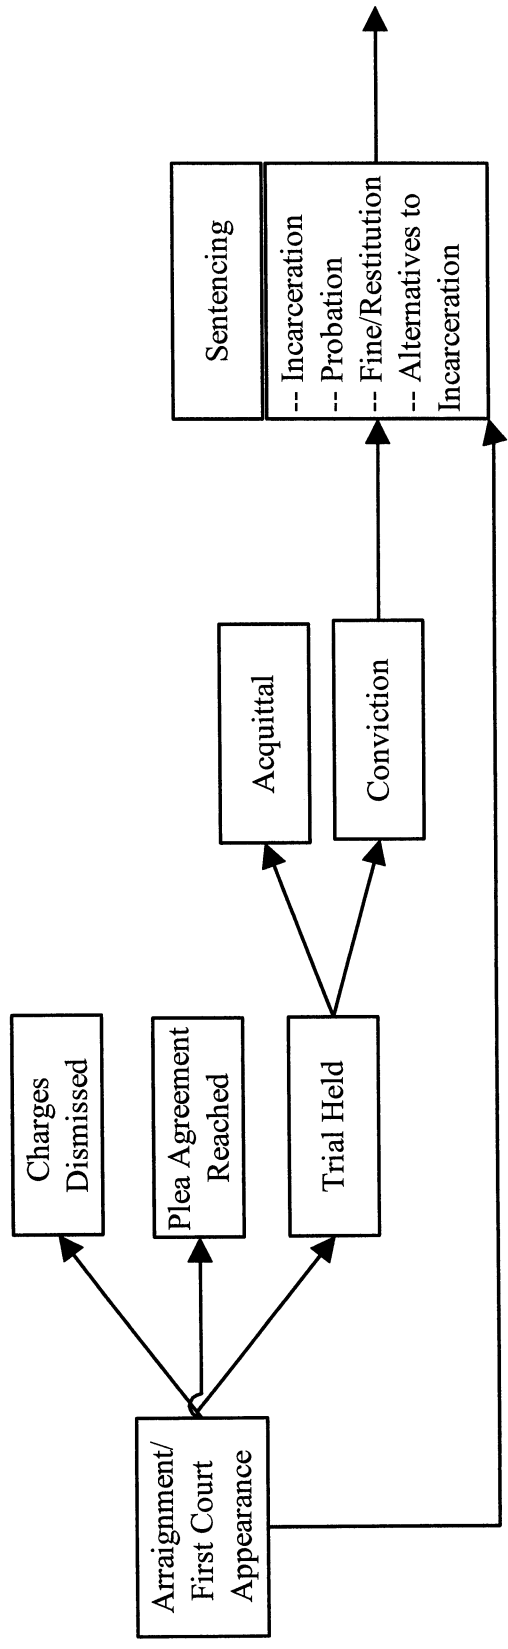 Arraignment/
First Court
Appearance
Charges
Dismissed
Plea Agreement
Reached
Trial Held
Acquittal
Conviction
Sentencing
-- Incarceration
-- Probation
-- Fine/Restitution
-- Alternatives to
Incarceration